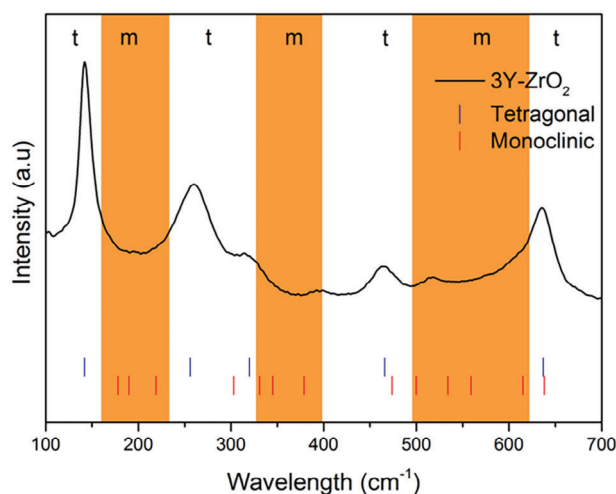 t m t m t m t
3Y-ZrO₂
Tetragonal
Monoclinic
Intensity (a.u)
100 200 300 400 500 600 700
Wavelength (cm⁻¹)